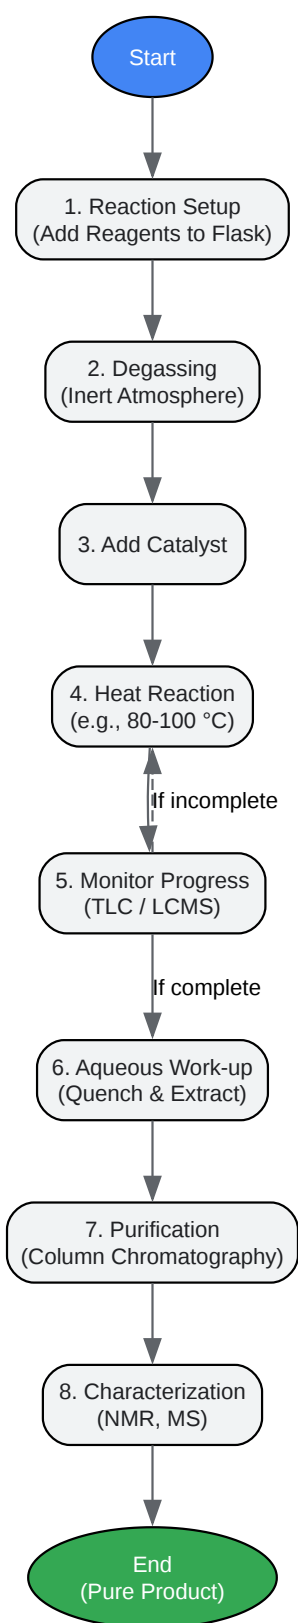 Start
1. Reaction Setup
(Add Reagents to Flask)
2. Degassing
(Inert Atmosphere)
3. Add Catalyst
4. Heat Reaction
(e.g., 80-100 °C)
If incomplete
5. Monitor Progress
(TLC / LCMS)
If complete
6. Aqueous Work-up
(Quench & Extract)
7. Purification
(Column Chromatography)
8. Characterization
(NMR, MS)
End
(Pure Product)